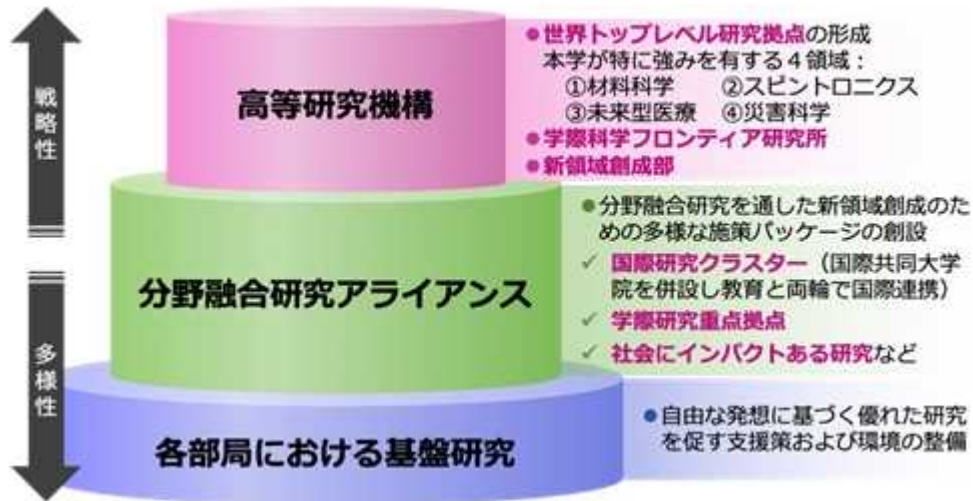 戦略性
高等研究機構
●世界トップレベル研究拠点の形成
本学が特に強みを有する4領域：
①材料科学 ②スピントロニクス
③未来型医療 ④災害科学
●学際科学フロンティア研究所
●新領域創成部
分野融合研究アライアンス
●分野融合研究を通した新領域創成のた
めの多様な施策パッケージの創設
✓ 国際研究クラスター（国際共同大学
院を併設し教育と両輪で国際連携）
✓ 学際研究重点拠点
✓ 社会にインパクトある研究など
多様性
各部局における基盤研究
●自由な発想に基づく優れた研究
を促す支援策および環境の整備